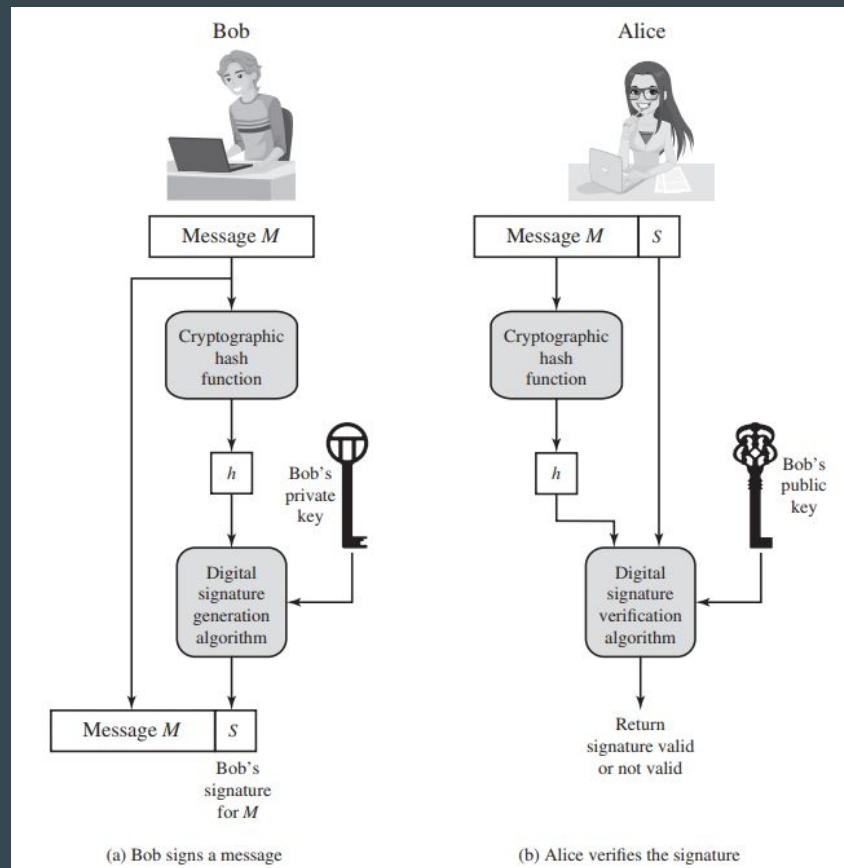 Bob
Message M
Cryptographic
hash
function
h
Bob's
private
key
Digital
signature
generation
algorithm
Message M
S
Bob's
signature
for M
(a) Bob signs a message
Alice
Message M
S
Cryptographic
hash
function
h
Bob's
public
key
Digital
signature
verification
algorithm
Return
signature valid
or not valid
(b) Alice verifies the signature